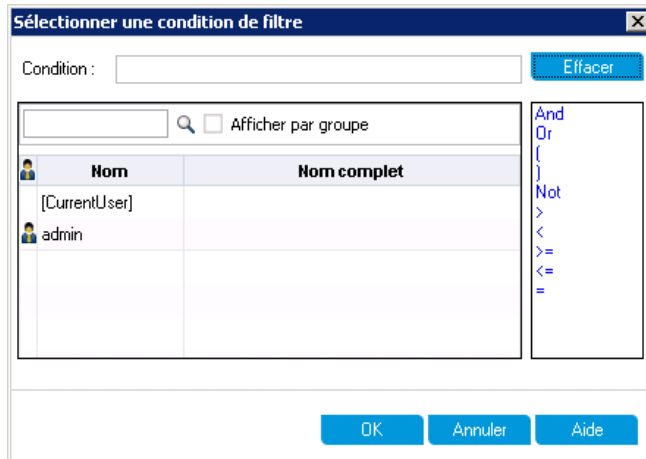 Sélectionner une condition de filtre
Condition :
Effacer
Afficher par groupe
Nom Nom complet
[CurrentUser]
admin
And
Or
(
)
Not
>
<
>=
<=
=
OK Annuler Aide